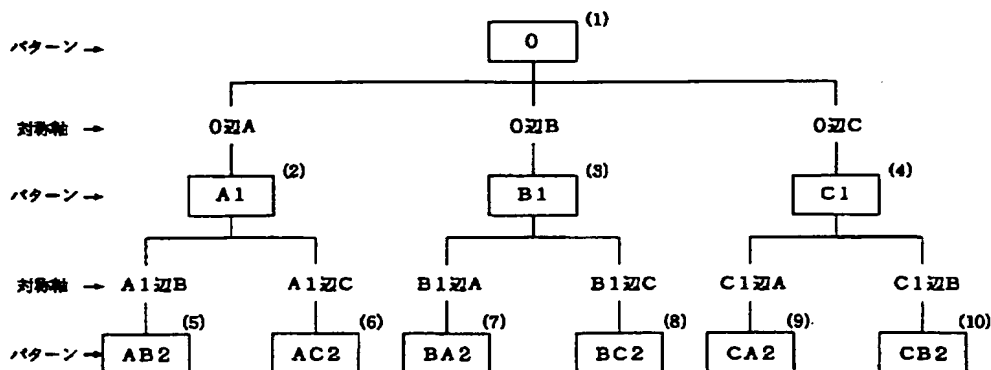 (1)
パターン→ 0
対称軸→ 0辺A 0辺B 0辺C
(2) (3) (4)
パターン→ A1 B1 C1
対称軸→ A1辺B A1辺C B1辺A B1辺C C1辺A C1辺B
(5) (6) (7) (8) (9) (10)
パターン→ AB2 AC2 BA2 BC2 CA2 CB2